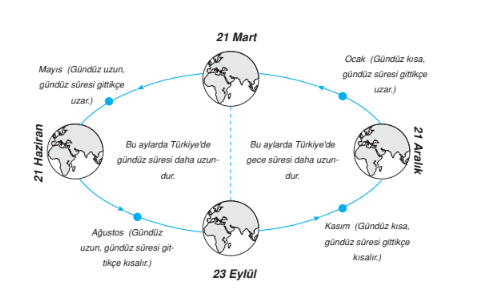 21 Mart
Mayıs (Gündüz uzun,
gündüz süresi gittikçe
uzar.)
Ocak (Gündüz kısa,
gündüz süresi gittikçe
uzar.)
21 Haziran
Bu aylarda Türkiye'de
gündüz süresi daha uzun-
dur.
Bu aylarda Türkiye'de
gece süresi daha uzun-
dur.
21 Aralık
Ağustos (Gündüz
uzun, gündüz süresi git-
tikçe kısalır.)
Kasım (Gündüz kısa,
gündüz süresi gittikçe
kısalır.)
23 Eylül